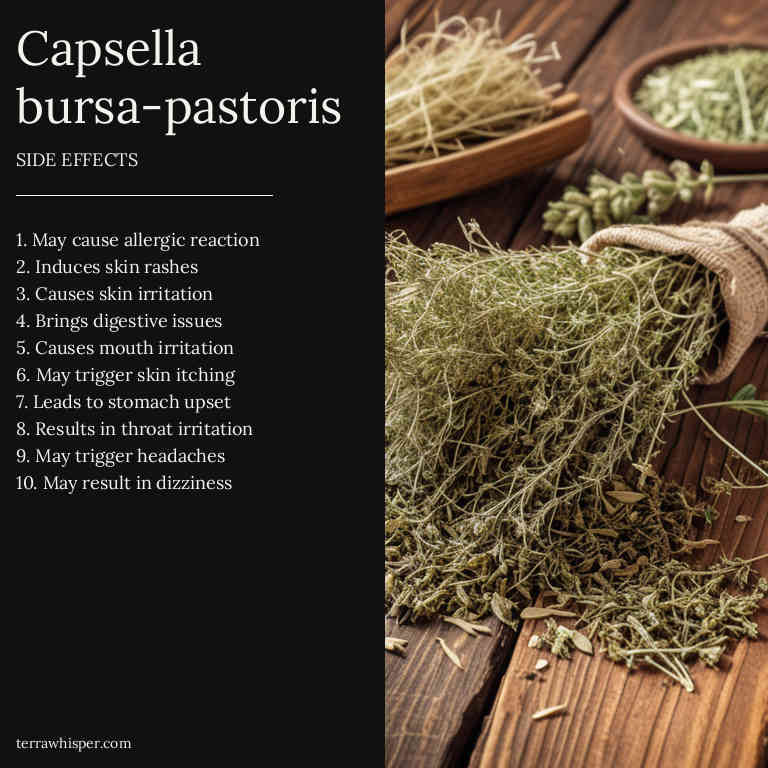 Capsella
bursa-pastoris
SIDE EFFECTS
1. May cause allergic reaction
2. Induces skin rashes
3. Causes skin irritation
4. Brings digestive issues
5. Causes mouth irritation
6. May trigger skin itching
7. Leads to stomach upset
8. Results in throat irritation
9. May trigger headaches
10. May result in dizziness
terrawhisper.com